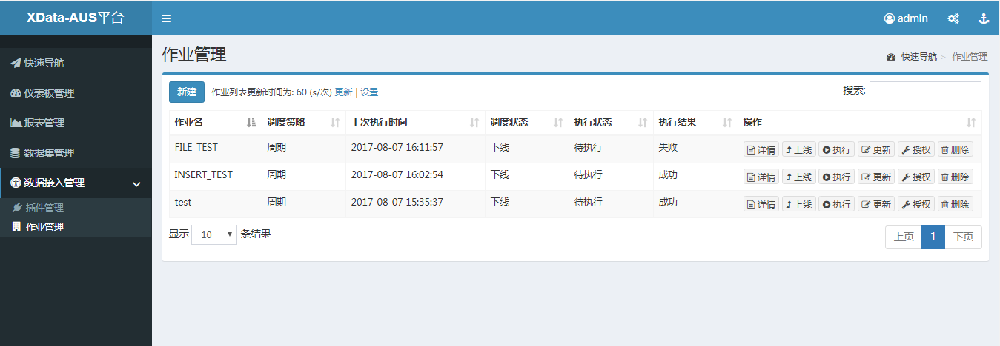 XData-AUS平台
admin
快速导航
仪表板管理
报表管理
数据集管理
数据接入管理
插件管理
作业管理
作业管理
快速导航 > 作业管理
新建 作业列表更新时间为: 60 (s/次) 更新 | 设置 搜索:
作业名 调度策略 上次执行时间 调度状态 执行状态 执行结果 操作
FILE_TEST 周期 2017-08-07 16:11:57 下线 待执行 失败 详情 上线 执行 更新 授权 删除
INSERT_TEST 周期 2017-08-07 16:02:54 下线 待执行 成功 详情 上线 执行 更新 授权 删除
test 周期 2017-08-07 15:35:37 下线 待执行 成功 详情 上线 执行 更新 授权 删除
显示 10 条结果 上页 1 下页